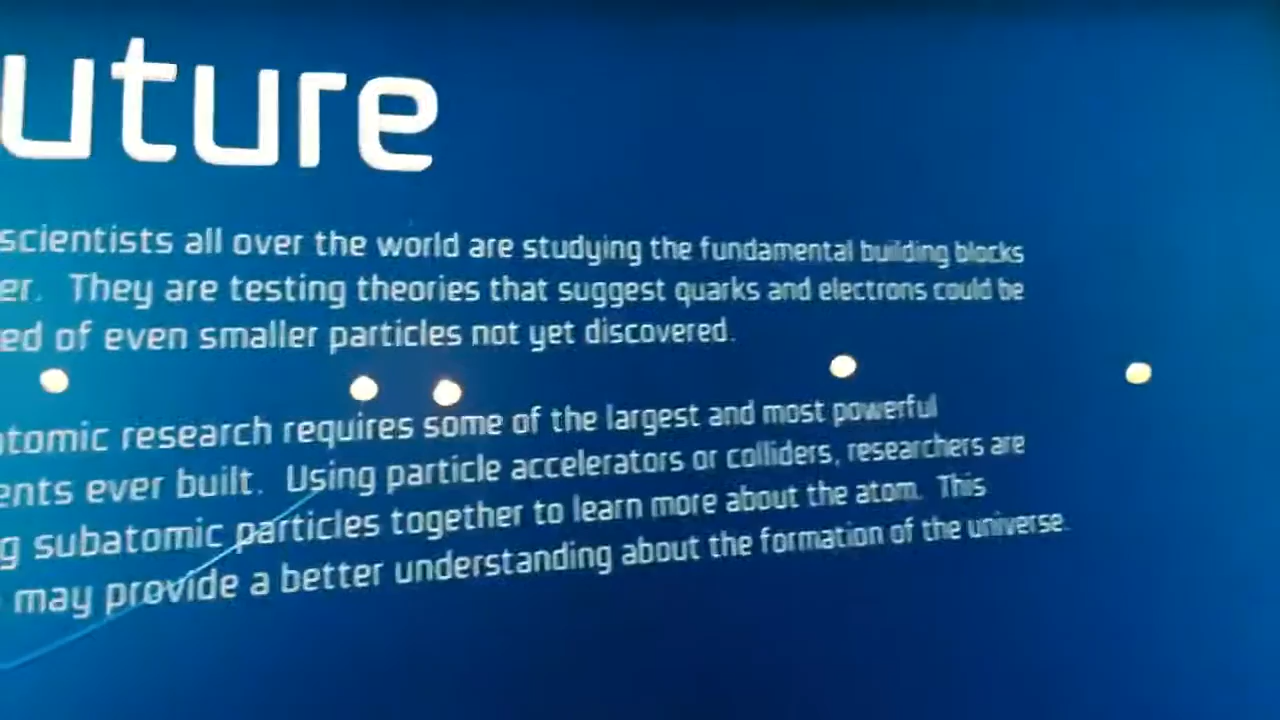 uture
scientists all over the world are studying the fundamental building blocks
er. They are testing theories that suggest quarks and electrons could be
ed of even smaller particles not yet discovered.
tomic research requires some of the largest and most powerful
ents ever built. Using particle accelerators or colliders, researchers are
g subatomic particles together to learn more about the atom. This
may provide a better understanding about the formation of the universe.